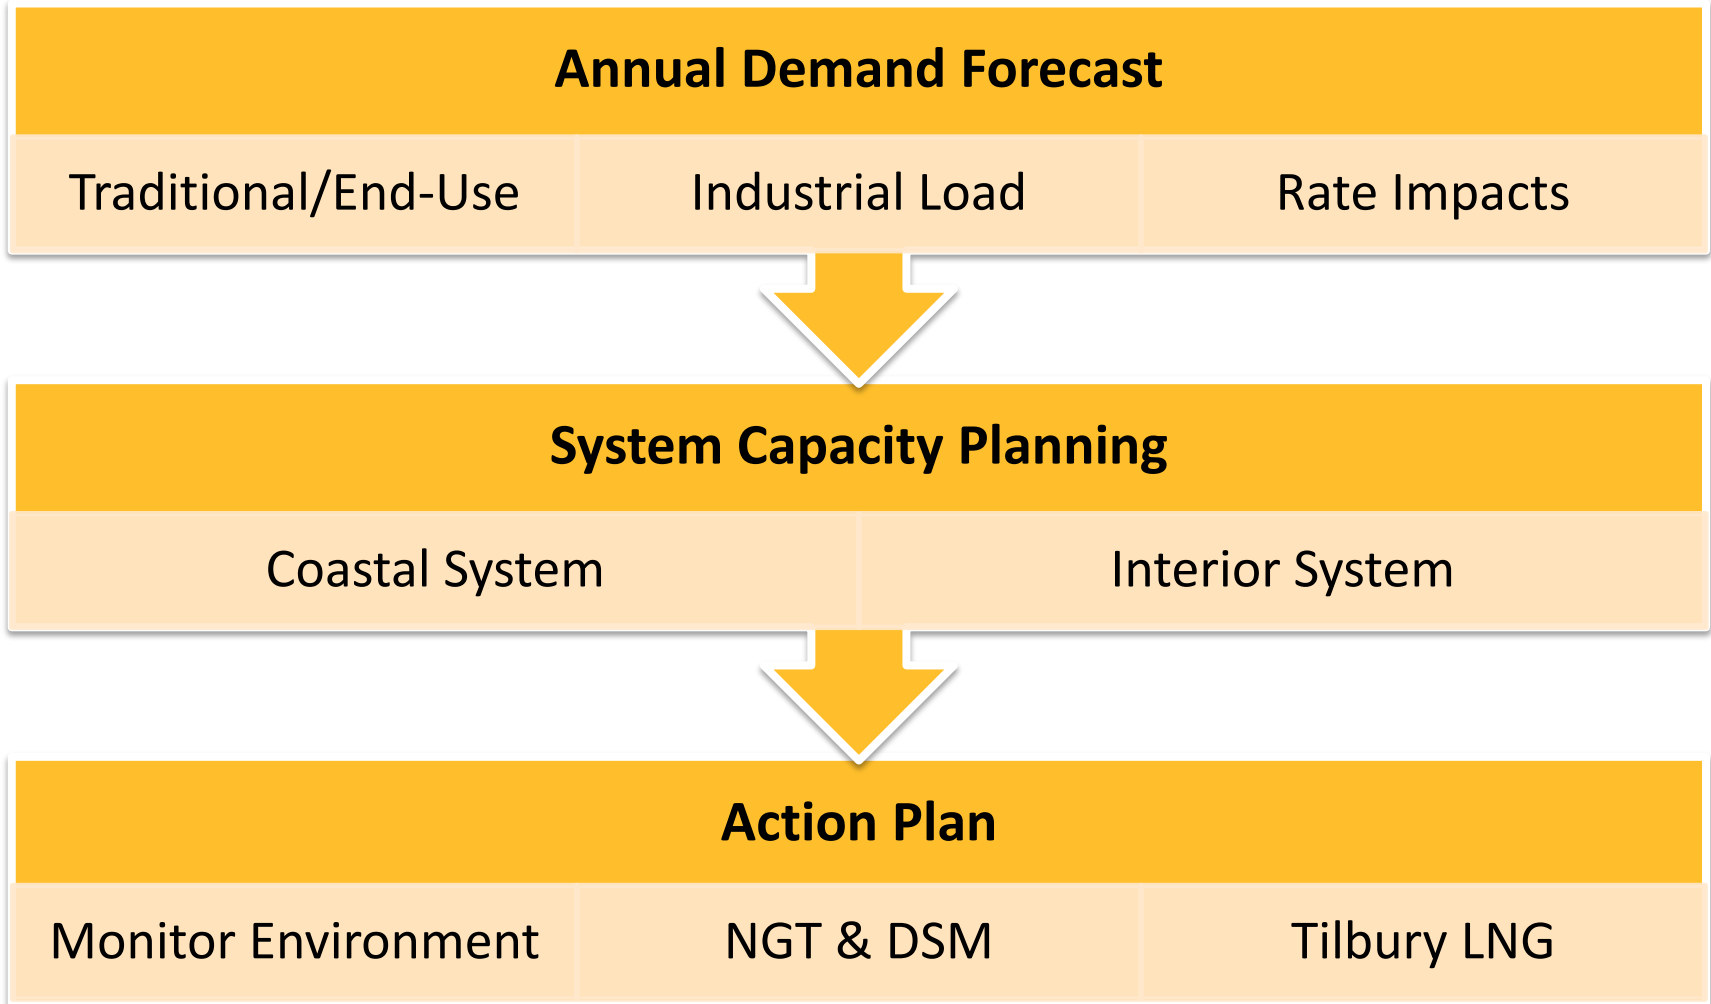 Annual Demand Forecast
Traditional/End-Use
Industrial Load
Rate Impacts
System Capacity Planning
Coastal System
Interior System
Action Plan
Monitor Environment
NGT & DSM
Tilbury LNG